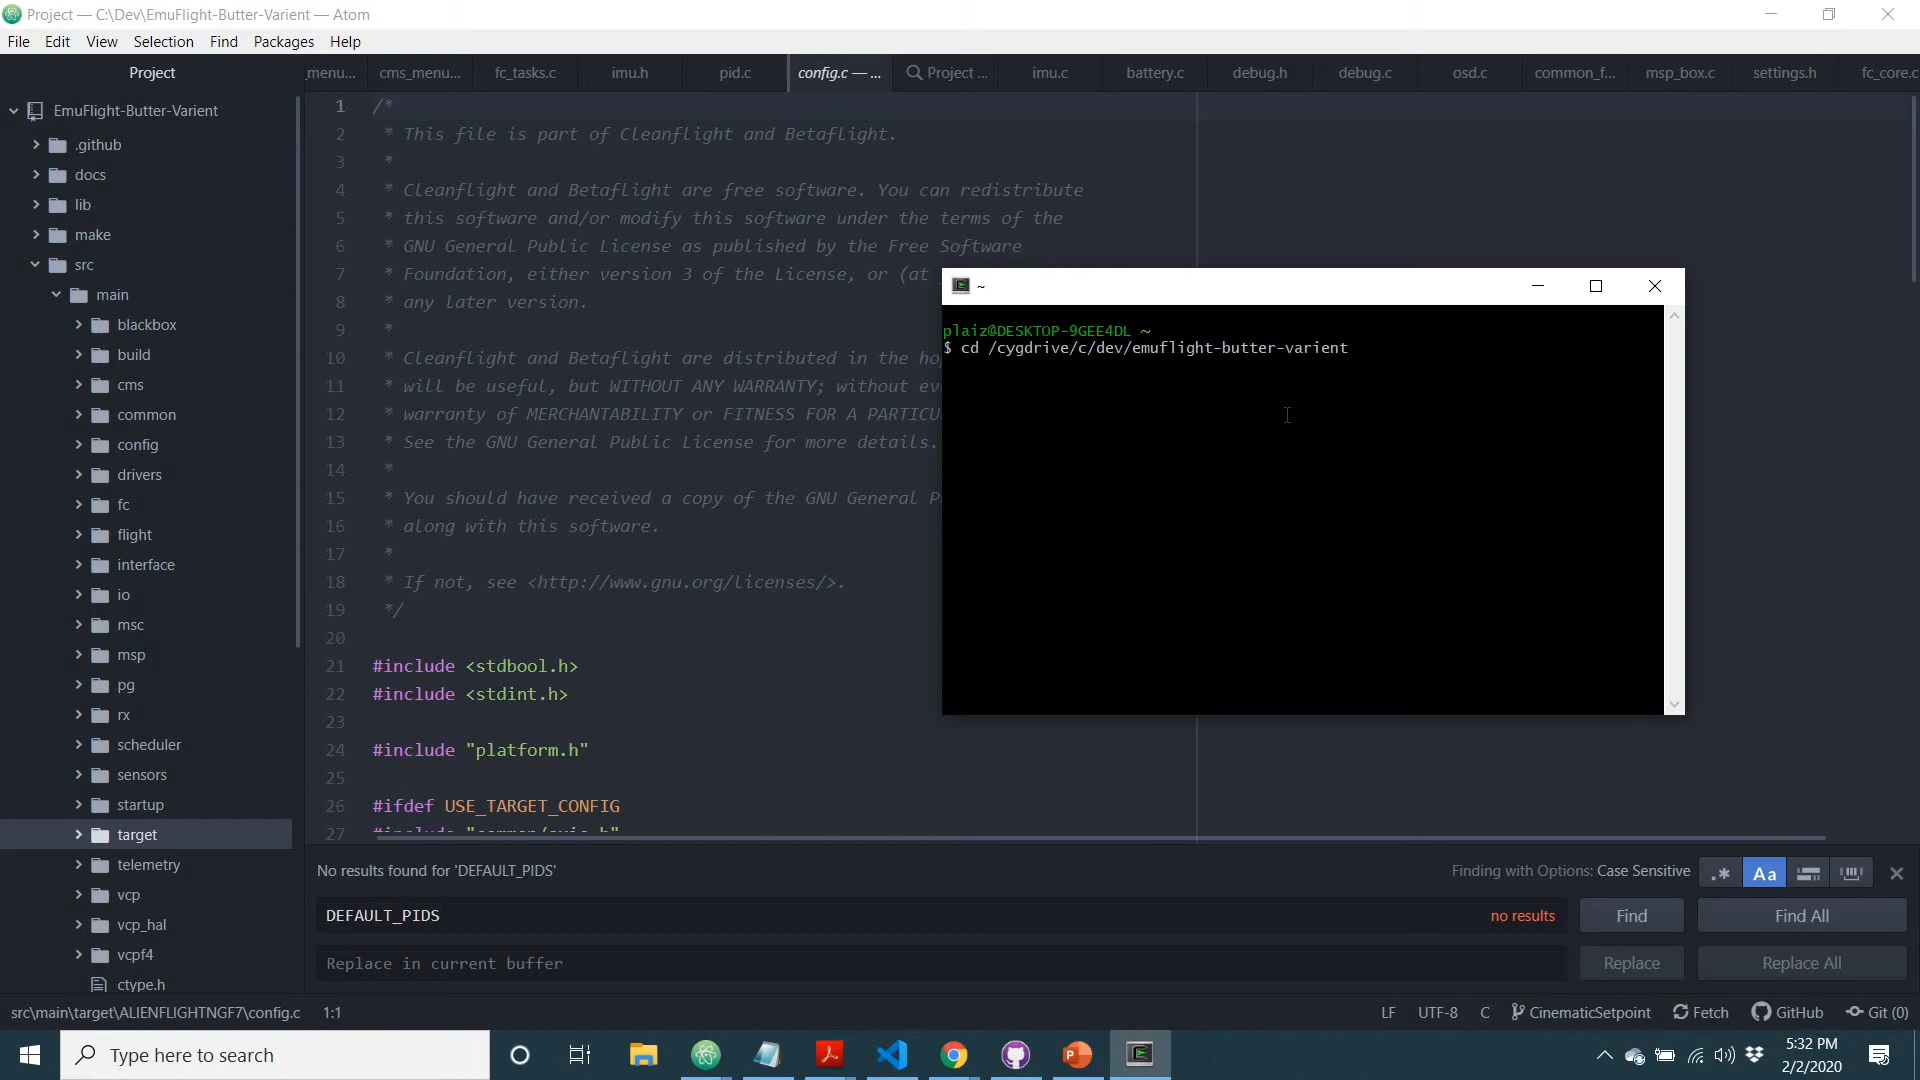 Project — C:\Dev\EmuFlight-Butter-Varient — Atom
File Edit View Selection Find Packages Help
Project
_menu... cms_menu... fc_tasks.c imu.h pid.c config.c — ... Project ... imu.c battery.c debug.h debug.c osd.c common_f... msp_box.c settings.h fc_core.c
EmuFlight-Butter-Varient
.github
docs
lib
make
src
main
blackbox
build
cms
common
config
drivers
fc
flight
interface
io
msc
msp
pg
rx
scheduler
sensors
startup
target
telemetry
vcp
vcp_hal
vcpf4
ctype.h
1 /*
2 * This file is part of Cleanflight and Betaflight.
3 *
4 * Cleanflight and Betaflight are free software. You can redistribute
5 * this software and/or modify this software under the terms of the
6 * GNU General Public License as published by the Free Software
7 * Foundation, either version 3 of the License, or (at
8 * any later version.
9 *
10 * Cleanflight and Betaflight are distributed in the ho
11 * will be useful, but WITHOUT ANY WARRANTY; without ev
12 * warranty of MERCHANTABILITY or FITNESS FOR A PARTICU
13 * See the GNU General Public License for more details.
14 *
15 * You should have received a copy of the GNU General P
16 * along with this software.
17 *
18 * If not, see <http://www.gnu.org/licenses/>.
19 */
20
21 #include <stdbool.h>
22 #include <stdint.h>
23
24 #include "platform.h"
25
26 #ifdef USE_TARGET_CONFIG
27 #include "common/axis.h"
~
plaiz@DESKTOP-9GEE4DL ~
$ cd /cygdrive/c/dev/emuflight-butter-varient
No results found for 'DEFAULT_PIDS'
Finding with Options: Case Sensitive
.* Aa
DEFAULT_PIDS no results Find Find All
Replace in current buffer Replace Replace All
src\main\target\ALIENFLIGHTNGF7\config.c 1:1 LF UTF-8 C CinematicSetpoint Fetch GitHub Git (0)
Type here to search
5:32 PM
2/2/2020